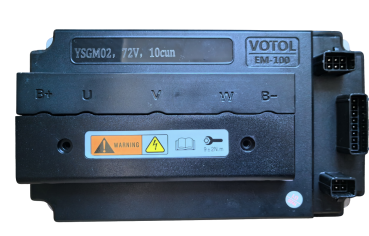 YSGM02, 72V, 10cun
VOTOL
EM-100
B+ U V W B-
WARNING